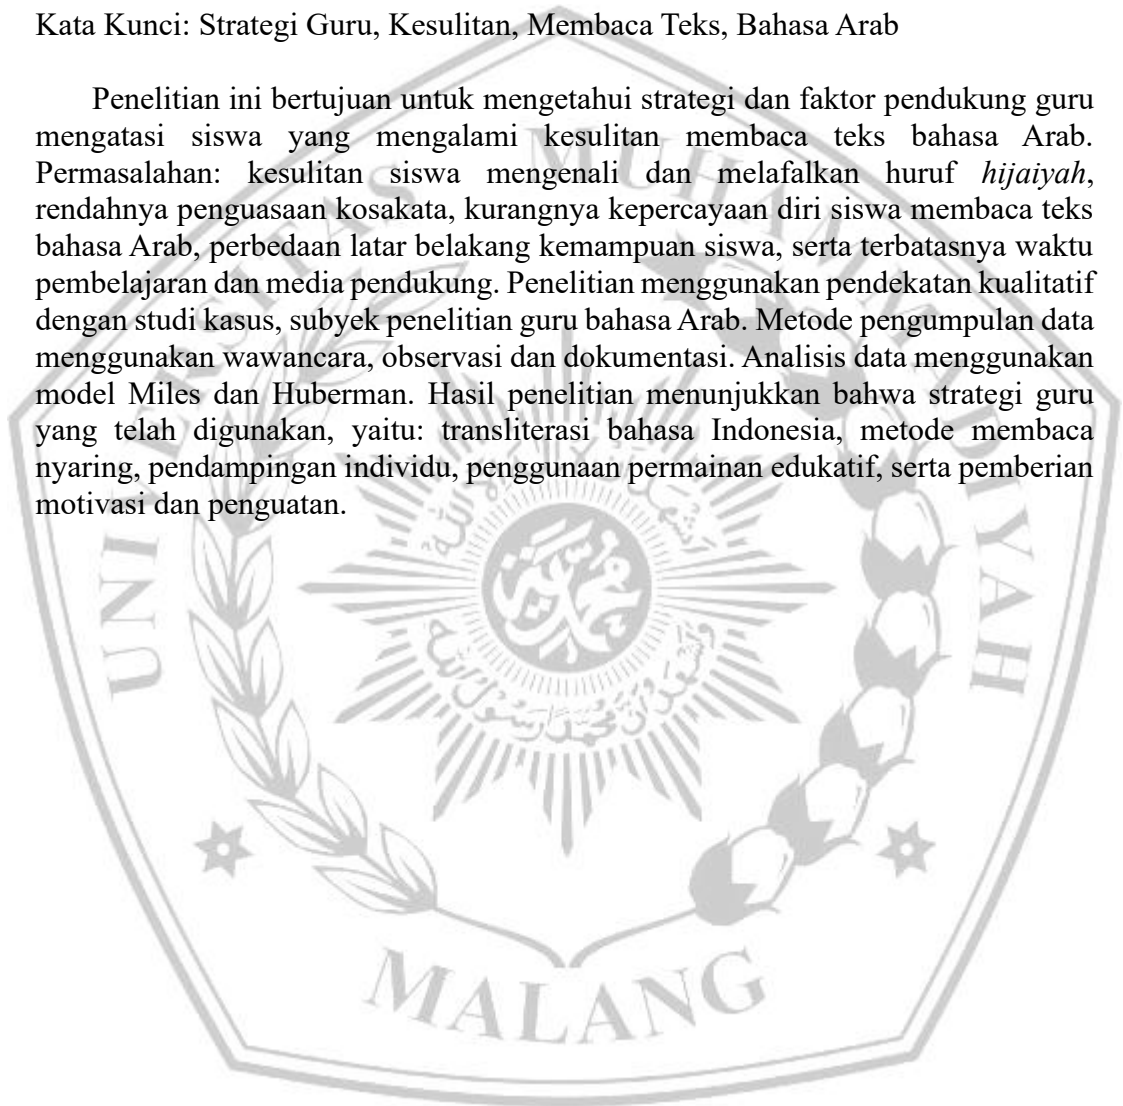 Kata Kunci: Strategi Guru, Kesulitan, Membaca Teks, Bahasa Arab
Penelitian ini bertujuan untuk mengetahui strategi dan faktor pendukung guru
mengatasi siswa yang mengalami kesulitan membaca teks bahasa Arab.
Permasalahan: kesulitan siswa mengenali dan melafalkan huruf hijaiyah,
rendahnya penguasaan kosakata, kurangnya kepercayaan diri siswa membaca teks
bahasa Arab, perbedaan latar belakang kemampuan siswa, serta terbatasnya waktu
pembelajaran dan media pendukung. Penelitian menggunakan pendekatan kualitatif
dengan studi kasus, subyek penelitian guru bahasa Arab. Metode pengumpulan data
menggunakan wawancara, observasi dan dokumentasi. Analisis data menggunakan
model Miles dan Huberman. Hasil penelitian menunjukkan bahwa strategi guru
yang telah digunakan, yaitu: transliterasi bahasa Indonesia, metode membaca
nyaring, pendampingan individu, penggunaan permainan edukatif, serta pemberian
motivasi dan penguatan.
UNIVERSITAS MUHAMMADIYAH
MALANG